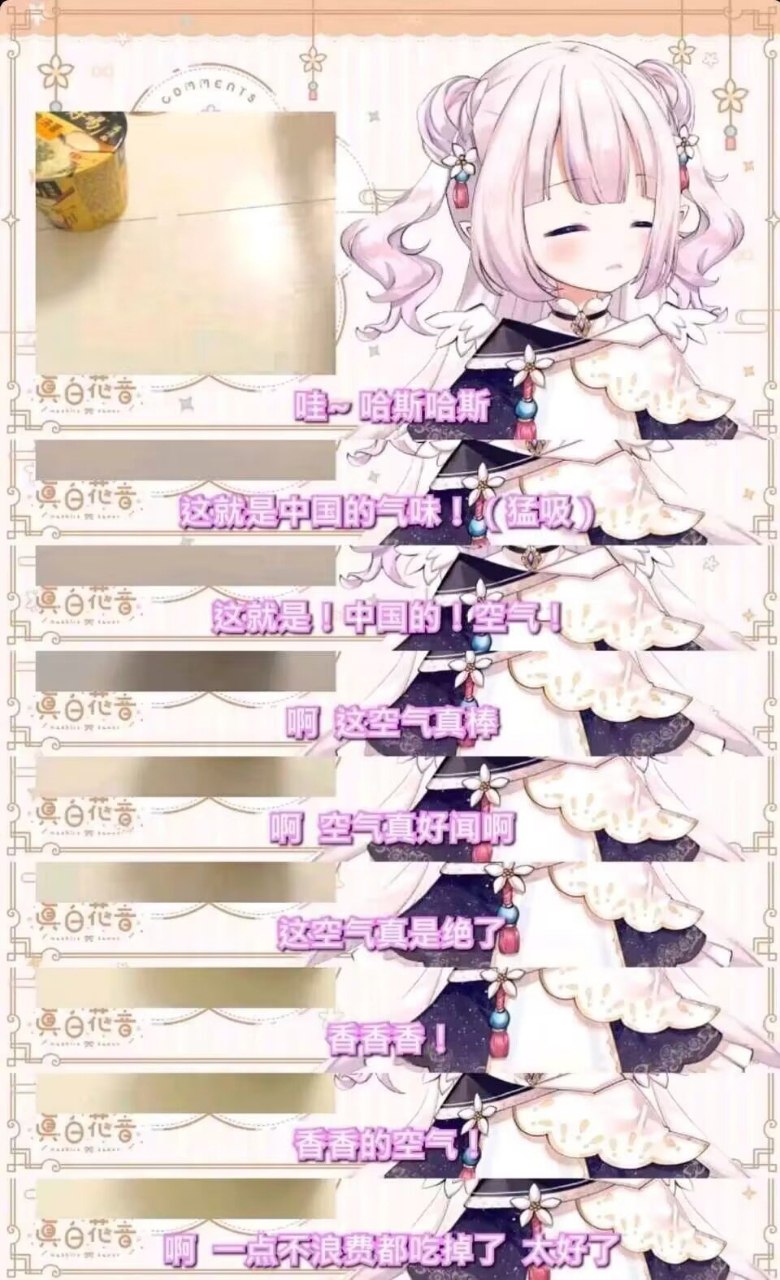 COMMENTS
真白花音
哇~ 哈斯哈斯
真白花音
这就是中国的气味！（猛吸）
真白花音
这就是！中国的！空气！
真白花音
啊 这空气真棒
真白花音
啊 空气真好闻啊
真白花音
这空气真是绝了
真白花音
香香香！
真白花音
香香的空气！
真白花音
啊 一点不浪费都吃掉了 太好了